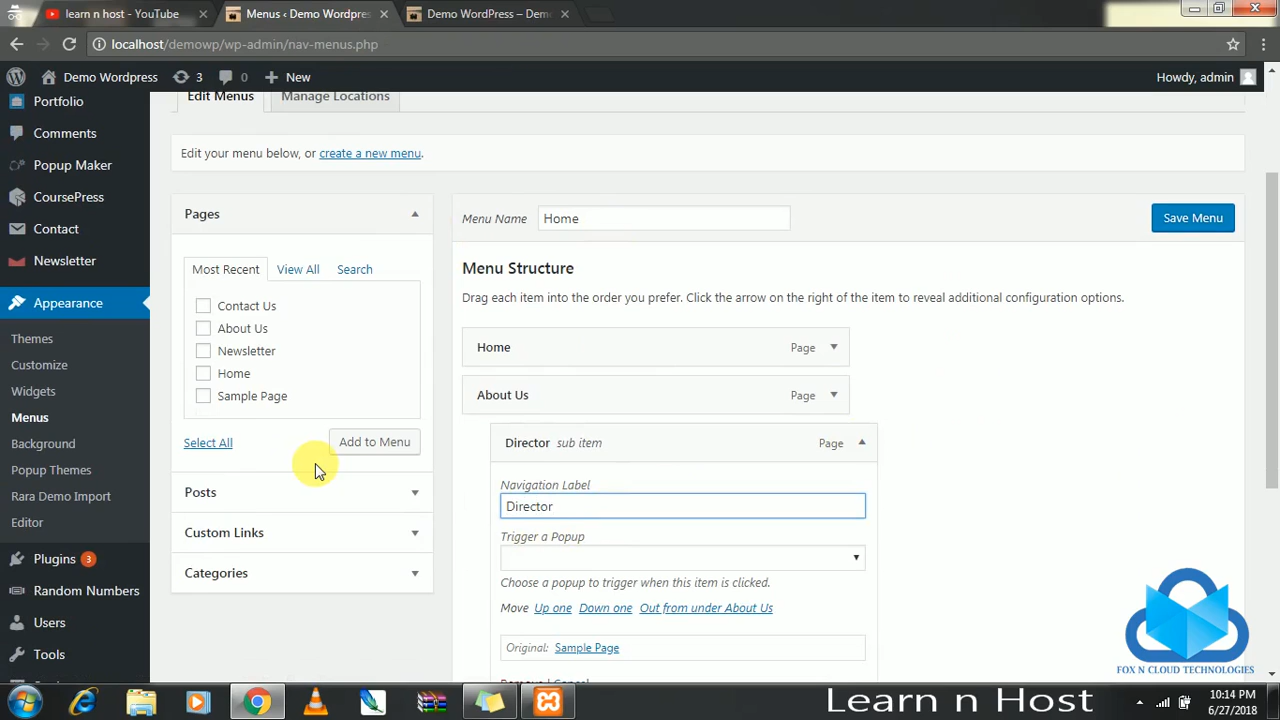 learn n host - YouTube
Menus ‹ Demo Wordpres
Demo WordPress – Dem
localhost/demowp/wp-admin/nav-menus.php
Demo Wordpress
3
0
New
Howdy, admin
Portfolio
Comments
Popup Maker
CoursePress
Contact
Newsletter
Appearance
Themes
Customize
Widgets
Menus
Background
Popup Themes
Rara Demo Import
Editor
Plugins 3
Random Numbers
Users
Tools
Edit Menus
Manage Locations
Edit your menu below, or create a new menu.
Pages
Most Recent
View All
Search
Contact Us
About Us
Newsletter
Home
Sample Page
Select All
Add to Menu
Posts
Custom Links
Categories
Menu Name
Home
Save Menu
Menu Structure
Drag each item into the order you prefer. Click the arrow on the right of the item to reveal additional configuration options.
Home
Page
About Us
Page
Director sub item
Page
Navigation Label
Director
Trigger a Popup
Choose a popup to trigger when this item is clicked.
Move Up one Down one Out from under About Us
Original: Sample Page
FOX N CLOUD TECHNOLOGIES
Learn n Host
10:14 PM
6/27/2018